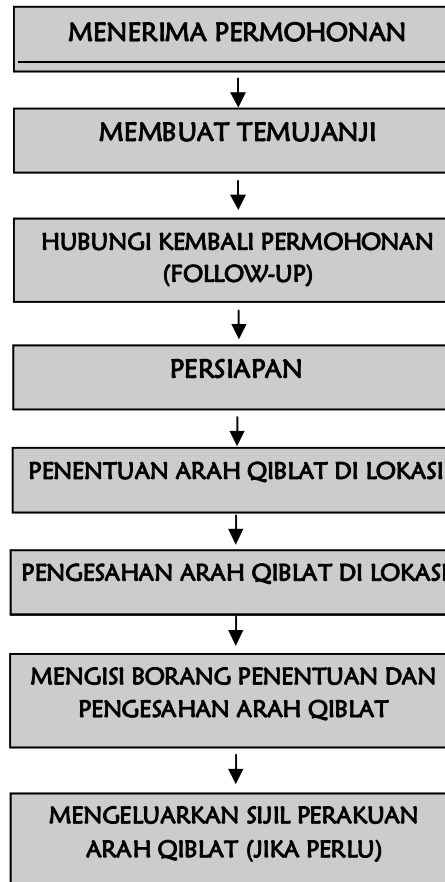 MENERIMA PERMOHONAN
MEMBUAT TEMUJANJI
HUBUNGI KEMBALI PERMOHONAN
(FOLLOW-UP)
PERSIAPAN
PENENTUAN ARAH QIBLAT DI LOKASI
PENGESAHAN ARAH QIBLAT DI LOKASI
MENGISI BORANG PENENTUAN DAN
PENGESAHAN ARAH QIBLAT
MENGELUARKAN SIJIL PERAKUAN
ARAH QIBLAT (JIKA PERLU)